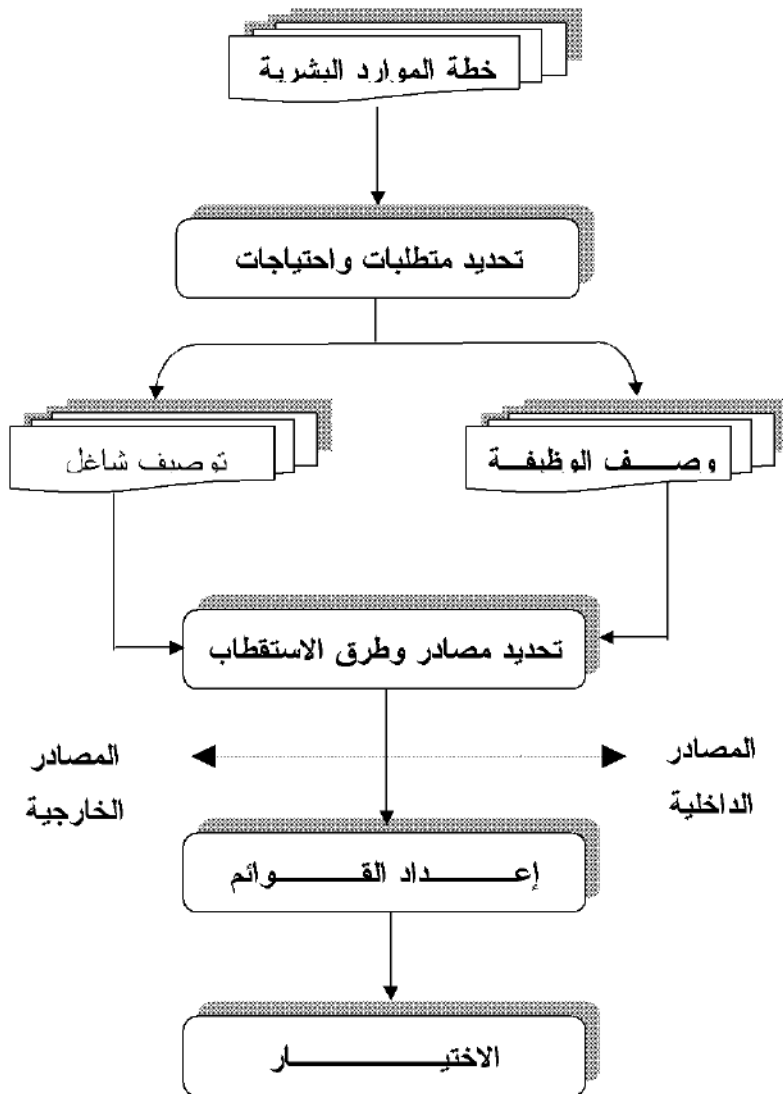 خطة الموارد البشرية
تحديد متطلبات واحتياجات
وصف الوظيفة
توصيف شاغل
تحديد مصادر وطرق الاستقطاب
المصادر
الداخلية
المصادر
الخارجية
إعداد القوائم
الاختيار